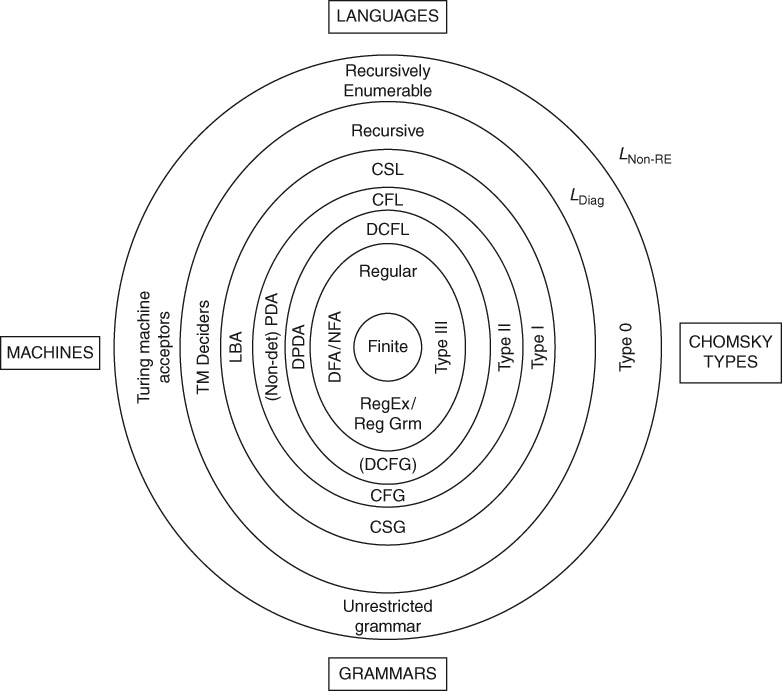 LANGUAGES
Recursively
Enumerable
Recursive
L Non-RE
CSL
L Diag
CFL
DCFL
Regular
MACHINES
Turing machine
acceptors
TM Deciders
LBA
(Non-det) PDA
DPDA
DFA/NFA
Finite
Type III
Type II
Type I
Type 0
CHOMSKY
TYPES
RegEx/
Reg Grm
(DCFG)
CFG
CSG
Unrestricted
grammar
GRAMMARS